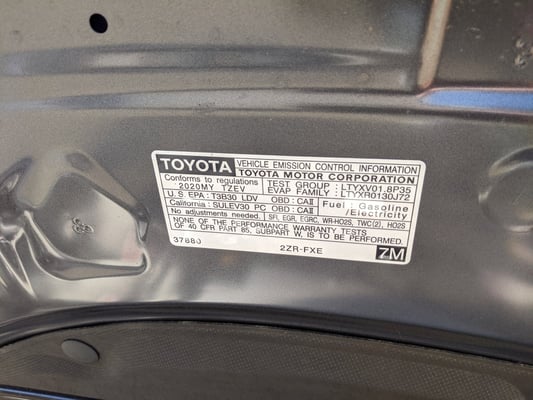 TOYOTA VEHICLE EMISSION CONTROL INFORMATION
TOYOTA MOTOR CORPORATION
Conforms to regulations
2020MY TZEV
TEST GROUP : LTYXV01.8P35
EVAP FAMILY : LTYXR0130J72
U.S. EPA : T3B30 LDV OBD : CAII
California : SULEV30 PC OBD : CAII
Fuel : Gasoline
/Electricity
No adjustments needed. SFI, EGR, EGRC, WR-HO2S, TWC(2), HO2S
NONE OF THE PERFORMANCE WARRANTY TESTS
OF 40 CFR PART 85, SUBPART W, IS TO BE PERFORMED.
2ZR-FXE ZM